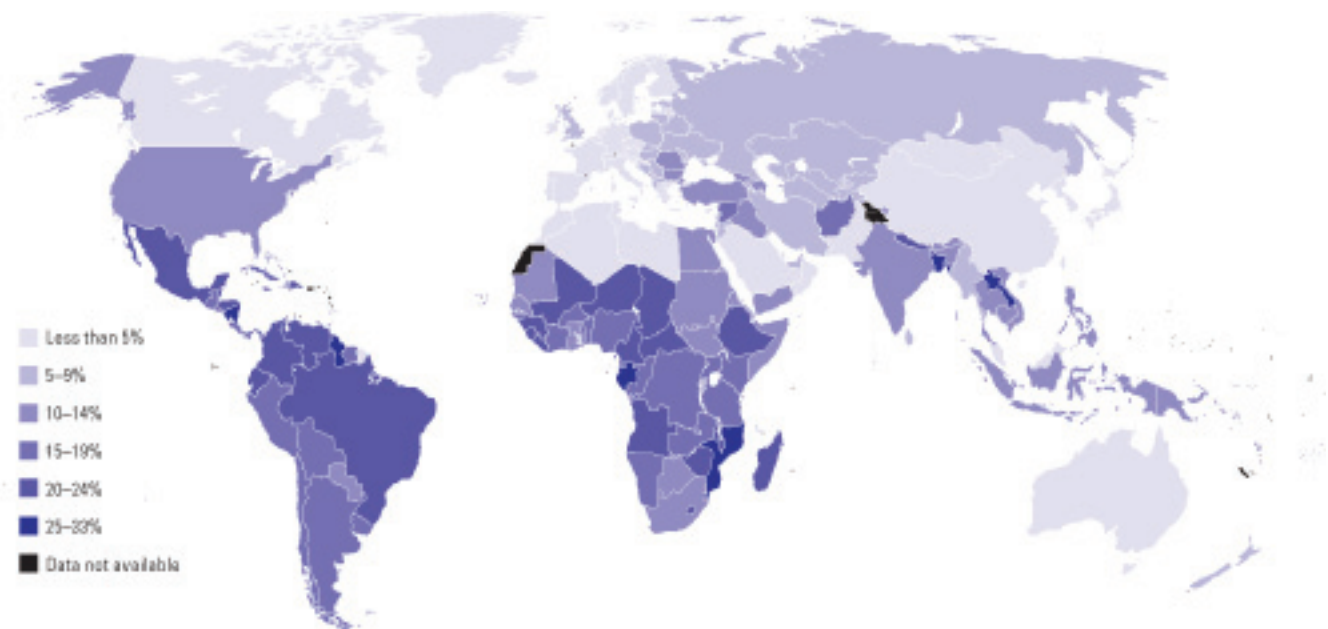 Less than 5%
5–9%
10–14%
15–19%
20–24%
25–33%
Data not available